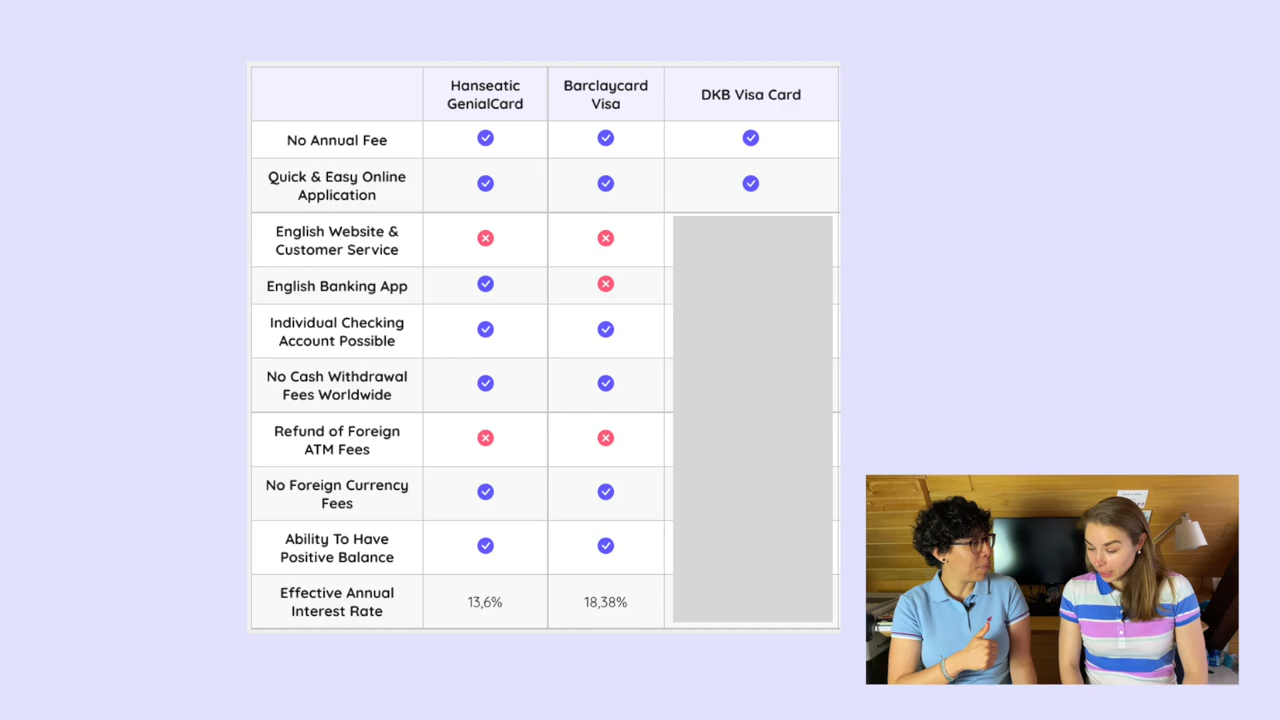 Hanseatic
GenialCard
Barclaycard
Visa
DKB Visa Card
No Annual Fee
Quick & Easy Online
Application
English Website &
Customer Service
English Banking App
Individual Checking
Account Possible
No Cash Withdrawal
Fees Worldwide
Refund of Foreign
ATM Fees
No Foreign Currency
Fees
Ability To Have
Positive Balance
Effective Annual
Interest Rate
13,6%
18,38%